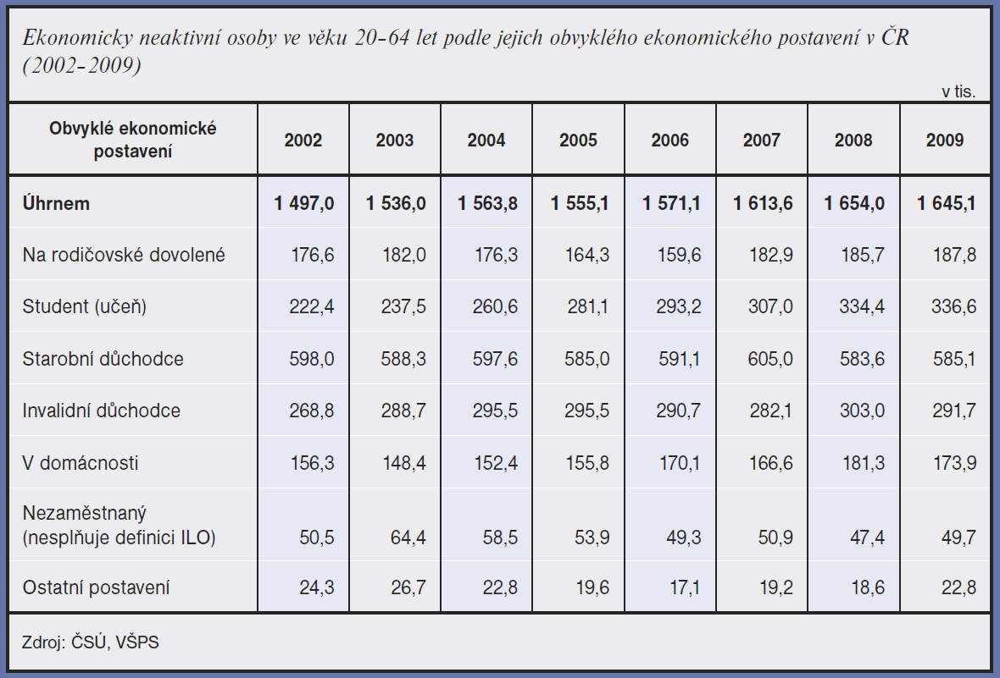 Ekonomicky neaktivní osoby ve věku 20–64 let podle jejich obvyklého ekonomického postavení v ČR
(2002–2009)
v tis.
Obvyklé ekonomické
postavení 2002 2003 2004 2005 2006 2007 2008 2009
Úhrnem 1 497,0 1 536,0 1 563,8 1 555,1 1 571,1 1 613,6 1 654,0 1 645,1
Na rodičovské dovolené 176,6 182,0 176,3 164,3 159,6 182,9 185,7 187,8
Student (učeň) 222,4 237,5 260,6 281,1 293,2 307,0 334,4 336,6
Starobní důchodce 598,0 588,3 597,6 585,0 591,1 605,0 583,6 585,1
Invalidní důchodce 268,8 288,7 295,5 295,5 290,7 282,1 303,0 291,7
V domácnosti 156,3 148,4 152,4 155,8 170,1 166,6 181,3 173,9
Nezaměstnaný
(nesplňuje definici ILO) 50,5 64,4 58,5 53,9 49,3 50,9 47,4 49,7
Ostatní postavení 24,3 26,7 22,8 19,6 17,1 19,2 18,6 22,8
Zdroj: ČSÚ, VŠPS